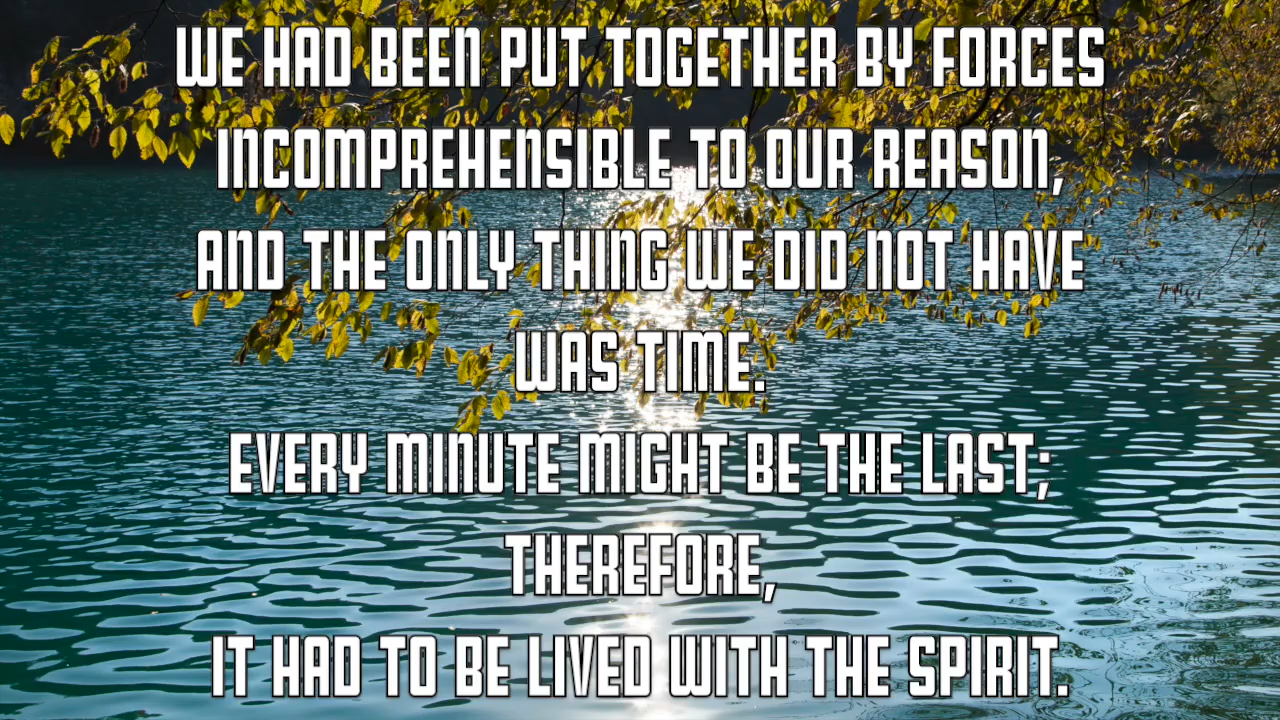 WE HAD BEEN PUT TOGETHER BY FORCES
INCOMPREHENSIBLE TO OUR REASON,
AND THE ONLY THING WE DID NOT HAVE
WAS TIME.
EVERY MINUTE MIGHT BE THE LAST;
THEREFORE,
IT HAD TO BE LIVED WITH THE SPIRIT.